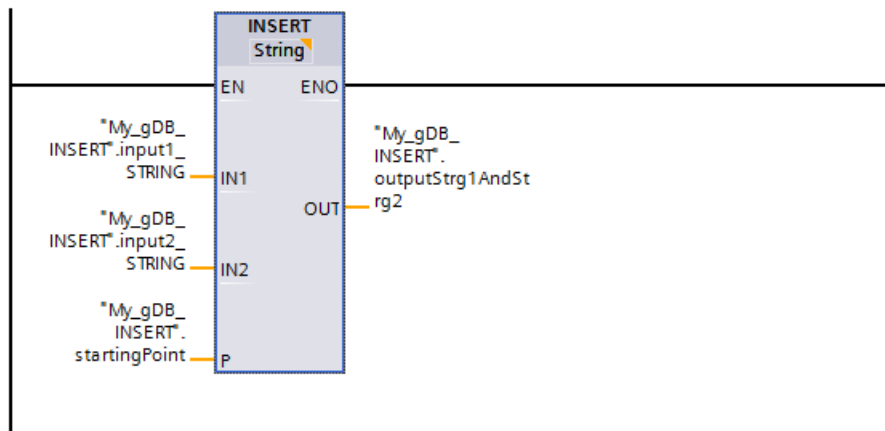 INSERT
String
EN ENO
"My_gDB_
INSERT".input1_
STRING
IN1
"My_gDB_
INSERT".
outputStrg1AndSt
rg2
OUT
"My_gDB_
INSERT".input2_
STRING
IN2
"My_gDB_
INSERT".
startingPoint
P